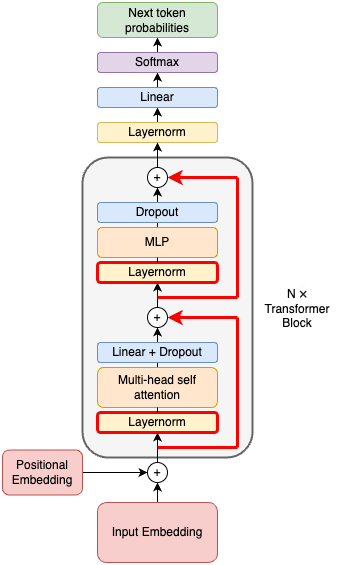 Next token
probabilities
Softmax
Linear
Layernorm
+
Dropout
MLP
Layernorm
N ×
Transformer
Block
+
Linear + Dropout
Multi-head self
attention
Layernorm
Positional
Embedding
+
Input Embedding